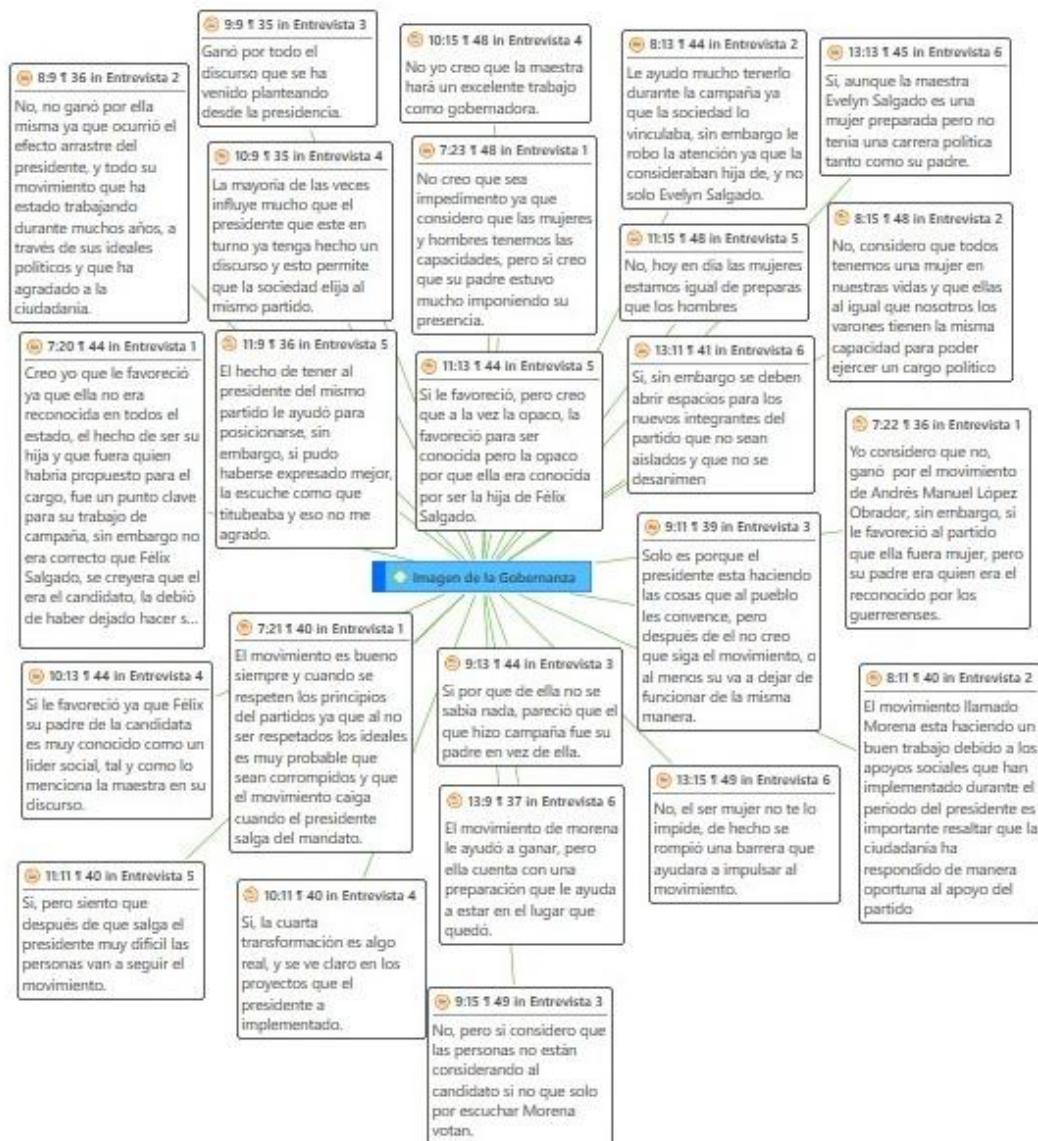 9:9 ¶ 35 in Entrevista 3
Ganó por todo el
discurso que se ha
venido planteando
desde la presidencia.
10:15 ¶ 48 in Entrevista 4
No yo creo que la maestra
hará un excelente trabajo
como gobernadora.
8:13 ¶ 44 in Entrevista 2
Le ayudo mucho tenerlo
durante la campaña ya
que la sociedad lo
vinculaba, sin embargo le
robo la atención ya que la
consideraban hija de, y no
solo Evelyn Salgado.
13:13 ¶ 45 in Entrevista 6
Si, aunque la maestra
Evelyn Salgado es una
mujer preparada pero no
tenía una carrera política
tanto como su padre.
8:9 ¶ 36 in Entrevista 2
No, no ganó por ella
misma ya que ocurrió el
efecto arrastre del
presidente, y todo su
movimiento que ha
estado trabajando
durante muchos años, a
través de sus ideales
políticos y que ha
agradado a la
ciudadanía.
10:9 ¶ 35 in Entrevista 4
La mayoría de las veces
influye mucho que el
presidente que este en
turno ya tenga hecho un
discurso y esto permite
que la sociedad elija al
mismo partido.
7:23 ¶ 48 in Entrevista 1
No creo que sea
impedimento ya que
considero que las mujeres
y hombres tenemos las
capacidades, pero si creo
que su padre estuvo
mucho imponiendo su
presencia.
11:15 ¶ 48 in Entrevista 5
No, hoy en día las mujeres
estamos igual de preparas
que los hombres
8:15 ¶ 48 in Entrevista 2
No, considero que todos
tenemos una mujer en
nuestras vidas y que ellas
al igual que nosotros los
varones tienen la misma
capacidad para poder
ejercer un cargo político
7:20 ¶ 44 in Entrevista 1
Creo yo que le favoreció
ya que ella no era
reconocida en todos el
estado, el hecho de ser su
hija y que fuera quien
habría propuesto para el
cargo, fue un punto clave
para su trabajo de
campaña, sin embargo no
era correcto que Félix
Salgado, se creyera que el
era el candidato, la debió
de haber dejado hacer s...
11:9 ¶ 36 in Entrevista 5
El hecho de tener al
presidente del mismo
partido le ayudó para
posicionarse, sin
embargo, si pudo
haberse expresado mejor,
la escuche como que
titubeaba y eso no me
agrado.
11:13 ¶ 44 in Entrevista 5
Si le favoreció, pero creo
que a la vez la opaco, la
favoreció para ser
conocida pero la opaco
por que ella era conocida
por ser la hija de Félix
Salgado.
13:11 ¶ 41 in Entrevista 6
Si, sin embargo se deben
abrir espacios para los
nuevos integrantes del
partido que no sean
aislados y que no se
desanimen
7:22 ¶ 36 in Entrevista 1
Yo considero que no,
ganó por el movimiento
de Andrés Manuel López
Obrador, sin embargo, si
le favoreció al partido
que ella fuera mujer, pero
su padre era quien era el
reconocido por los
guerrerenses.
Imagen de la Gobernanza
9:11 ¶ 39 in Entrevista 3
Solo es porque el
presidente esta haciendo
las cosas que al pueblo
les convence, pero
después de el no creo
que siga el movimiento, o
al menos su va a dejar de
funcionar de la misma
manera.
7:21 ¶ 40 in Entrevista 1
El movimiento es bueno
siempre y cuando se
respeten los principios
del partidos ya que al no
ser respetados los ideales
es muy probable que
sean corrompidos y que
el movimiento caiga
cuando el presidente
salga del mandato.
9:13 ¶ 44 in Entrevista 3
Si por que de ella no se
sabia nada, pareció que el
que hizo campaña fue su
padre en vez de ella.
10:13 ¶ 44 in Entrevista 4
Si le favoreció ya que Félix
su padre de la candidata
es muy conocido como un
lider social, tal y como lo
menciona la maestra en su
discurso.
8:11 ¶ 40 in Entrevista 2
El movimiento llamado
Morena esta haciendo un
buen trabajo debido a los
apoyos sociales que han
implementado durante el
periodo del presidente es
importante resaltar que la
ciudadanía ha
respondido de manera
oportuna al apoyo del
partido
13:15 ¶ 49 in Entrevista 6
No, el ser mujer no te lo
impide, de hecho se
rompió una barrera que
ayudara a impulsar al
movimiento.
13:9 ¶ 37 in Entrevista 6
El movimiento de morena
le ayudó a ganar, pero
ella cuenta con una
preparación que le ayuda
a estar en el lugar que
quedó.
11:11 ¶ 40 in Entrevista 5
Si, pero siento que
después de que salga el
presidente muy difícil las
personas van a seguir el
movimiento.
10:11 ¶ 40 in Entrevista 4
Si, la cuarta
transformación es algo
real, y se ve claro en los
proyectos que el
presidente a
implementado.
9:15 ¶ 49 in Entrevista 3
No, pero si considero que
las personas no están
considerando al
candidato si no que solo
por escuchar Morena
votan.